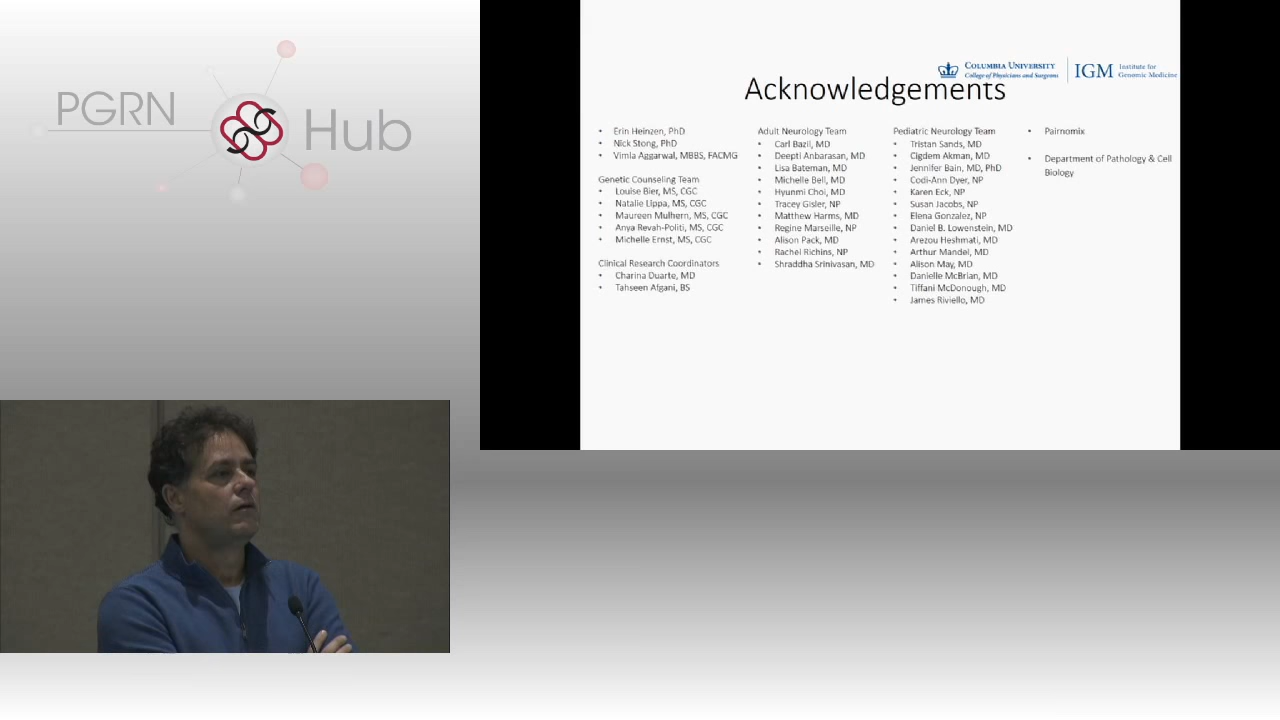 PGRN
Hub
COLUMBIA UNIVERSITY
College of Physicians and Surgeons
IGM
Institute for
Genomic Medicine
Acknowledgements
• Erin Heinzen, PhD
• Nick Stong, PhD
• Vimla Aggarwal, MBBS, FACMG
Genetic Counseling Team
• Louise Bier, MS, CGC
• Natalie Lippa, MS, CGC
• Maureen Mulhern, MS, CGC
• Anya Revah-Politi, MS, CGC
• Michelle Ernst, MS, CGC
Clinical Research Coordinators
• Charina Duarte, MD
• Tahseen Afgani, BS
Adult Neurology Team
• Carl Bazil, MD
• Deepti Anbarasan, MD
• Lisa Bateman, MD
• Michelle Bell, MD
• Hyunmi Choi, MD
• Tracey Gisler, NP
• Matthew Harms, MD
• Regine Marseille, NP
• Alison Pack, MD
• Rachel Richins, NP
• Shraddha Srinivasan, MD
Pediatric Neurology Team
• Tristan Sands, MD
• Cigdem Akman, MD
• Jennifer Bain, MD, PhD
• Codi-Ann Dyer, NP
• Karen Eck, NP
• Susan Jacobs, NP
• Elena Gonzalez, NP
• Daniel B. Lowenstein, MD
• Arezou Heshmati, MD
• Arthur Mandel, MD
• Alison May, MD
• Danielle McBrian, MD
• Tiffani McDonough, MD
• James Riviello, MD
• Pairnomix
• Department of Pathology & Cell
Biology